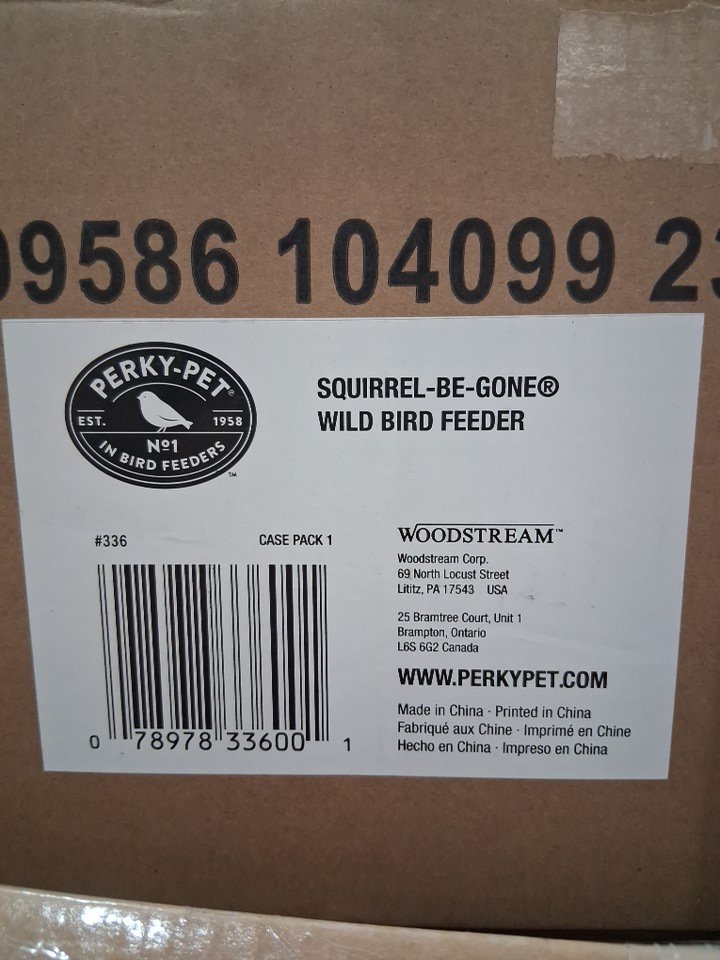 9586 104099 2
PERKY-PET®
EST. 1958
Nº1
IN BIRD FEEDERS
™
SQUIRREL-BE-GONE®
WILD BIRD FEEDER
#336 CASE PACK 1
WOODSTREAM™
Woodstream Corp.
69 North Locust Street
Lititz, PA 17543 USA
25 Bramtree Court, Unit 1
Brampton, Ontario
L6S 6G2 Canada
WWW.PERKYPET.COM
Made in China · Printed in China
Fabriqué aux Chine · Imprimé en Chine
Hecho en China · Impreso en China
0 78978 33600 1